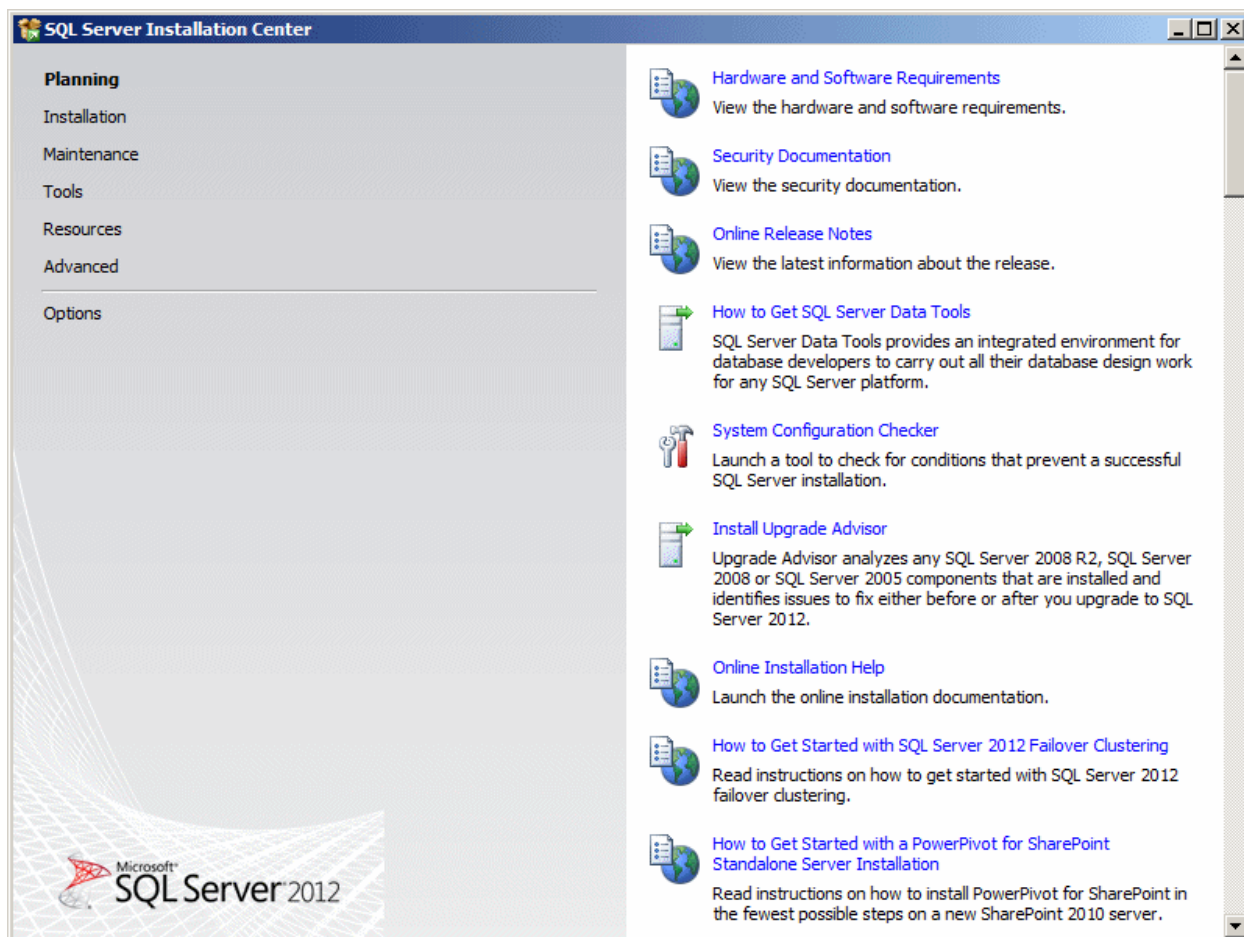 SQL Server Installation Center
Planning
Installation
Maintenance
Tools
Resources
Advanced
Options
Microsoft
SQL Server 2012
Hardware and Software Requirements
View the hardware and software requirements.
Security Documentation
View the security documentation.
Online Release Notes
View the latest information about the release.
How to Get SQL Server Data Tools
SQL Server Data Tools provides an integrated environment for
database developers to carry out all their database design work
for any SQL Server platform.
System Configuration Checker
Launch a tool to check for conditions that prevent a successful
SQL Server installation.
Install Upgrade Advisor
Upgrade Advisor analyzes any SQL Server 2008 R2, SQL Server
2008 or SQL Server 2005 components that are installed and
identifies issues to fix either before or after you upgrade to SQL
Server 2012.
Online Installation Help
Launch the online installation documentation.
How to Get Started with SQL Server 2012 Failover Clustering
Read instructions on how to get started with SQL Server 2012
failover clustering.
How to Get Started with a PowerPivot for SharePoint
Standalone Server Installation
Read instructions on how to install PowerPivot for SharePoint in
the fewest possible steps on a new SharePoint 2010 server.